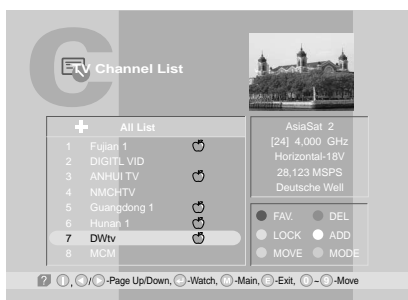 TV Channel List
All List
1 Fujian 1
2 DIGITL VID
3 ANHUI TV
4 NMCHTV
5 Guangdong 1
6 Hunan 1
7 DWtv
8 MCM
AsiaSat 2
[24] 4,000 GHz
Horizontal-18V
28,123 MSPS
Deutsche Well
FAV. DEL
LOCK ADD
MOVE MODE
? / -Page Up/Down, -Watch, M -Main, E -Exit, 0 ~ 9 -Move